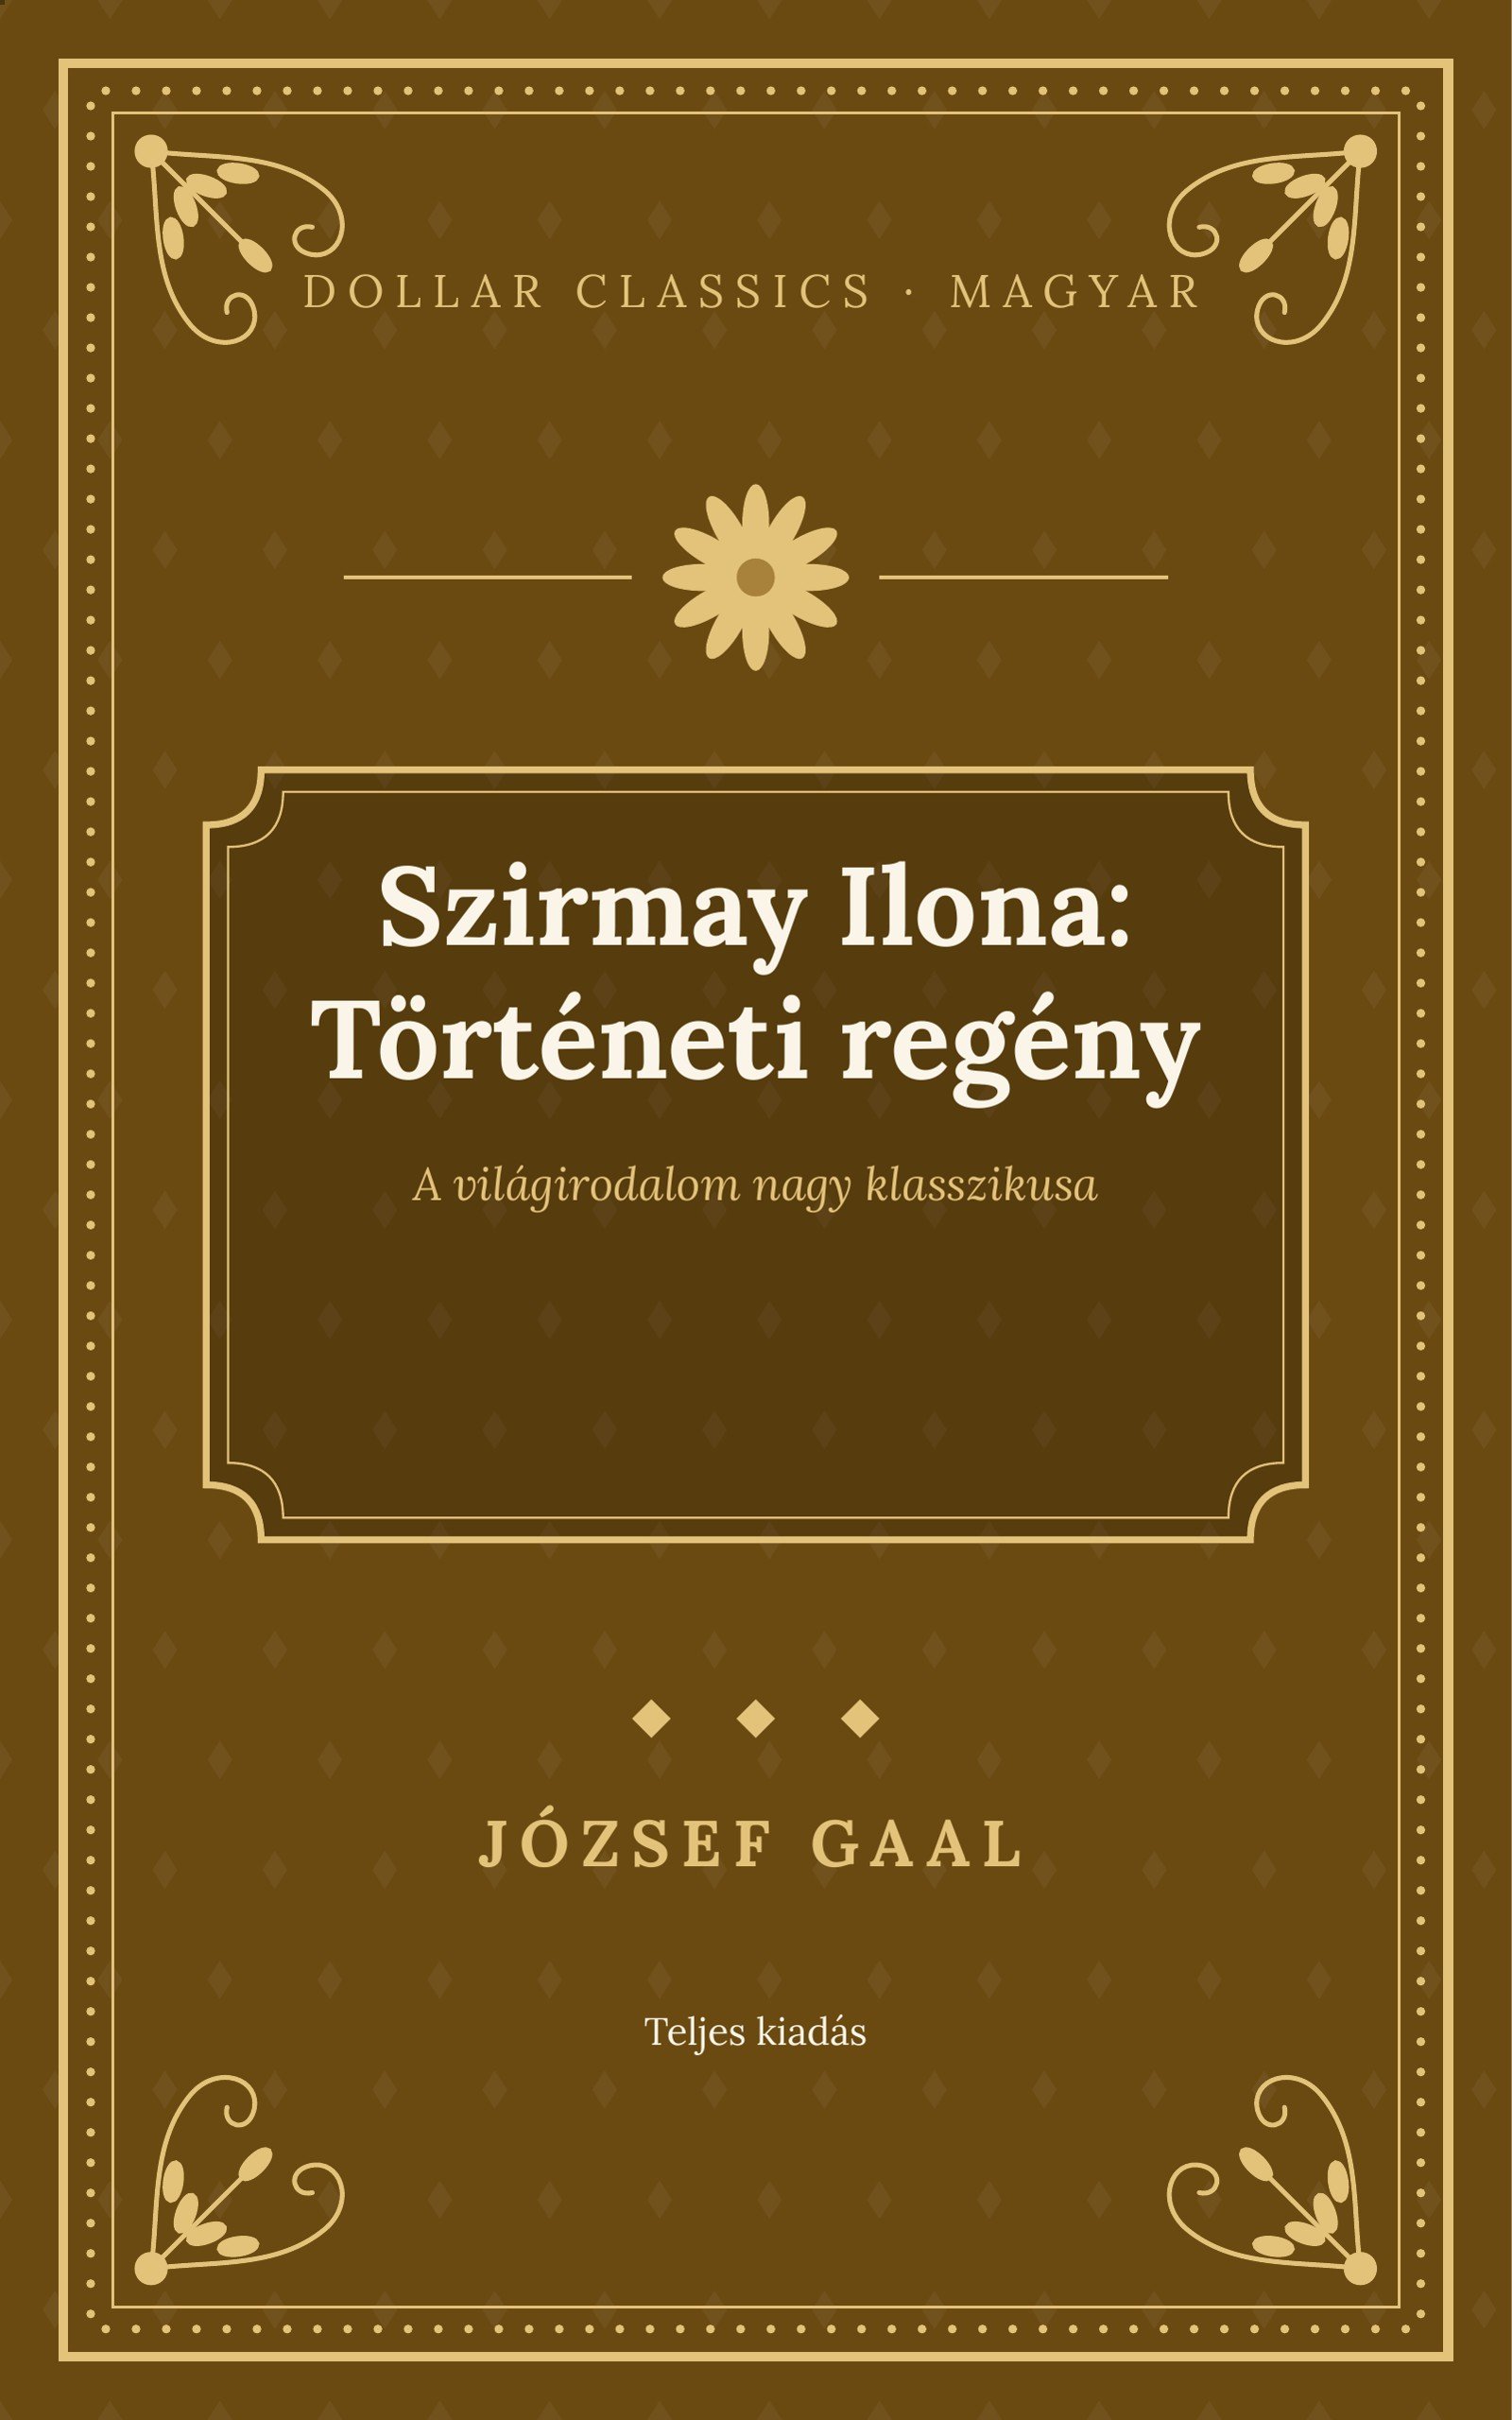 DOLLAR CLASSICS · MAGYAR
Szirmay Ilona:
Történeti regény
A világirodalom nagy klasszikusa
JÓZSEF GAAL
Teljes kiadás